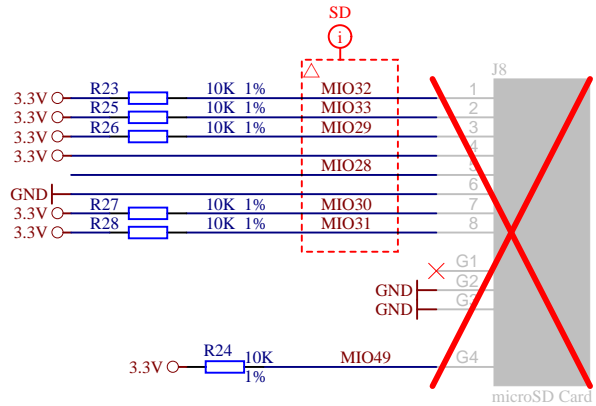 SD
i
J8
3.3V R23 10K 1% MIO32 1
3.3V R25 10K 1% MIO33 2
3.3V R26 10K 1% MIO29 3
3.3V 4
MIO28 5
GND 6
3.3V R27 10K 1% MIO30 7
3.3V R28 10K 1% MIO31 8
G1
GND G2
GND G3
3.3V R24 10K 1% MIO49 G4
microSD Card